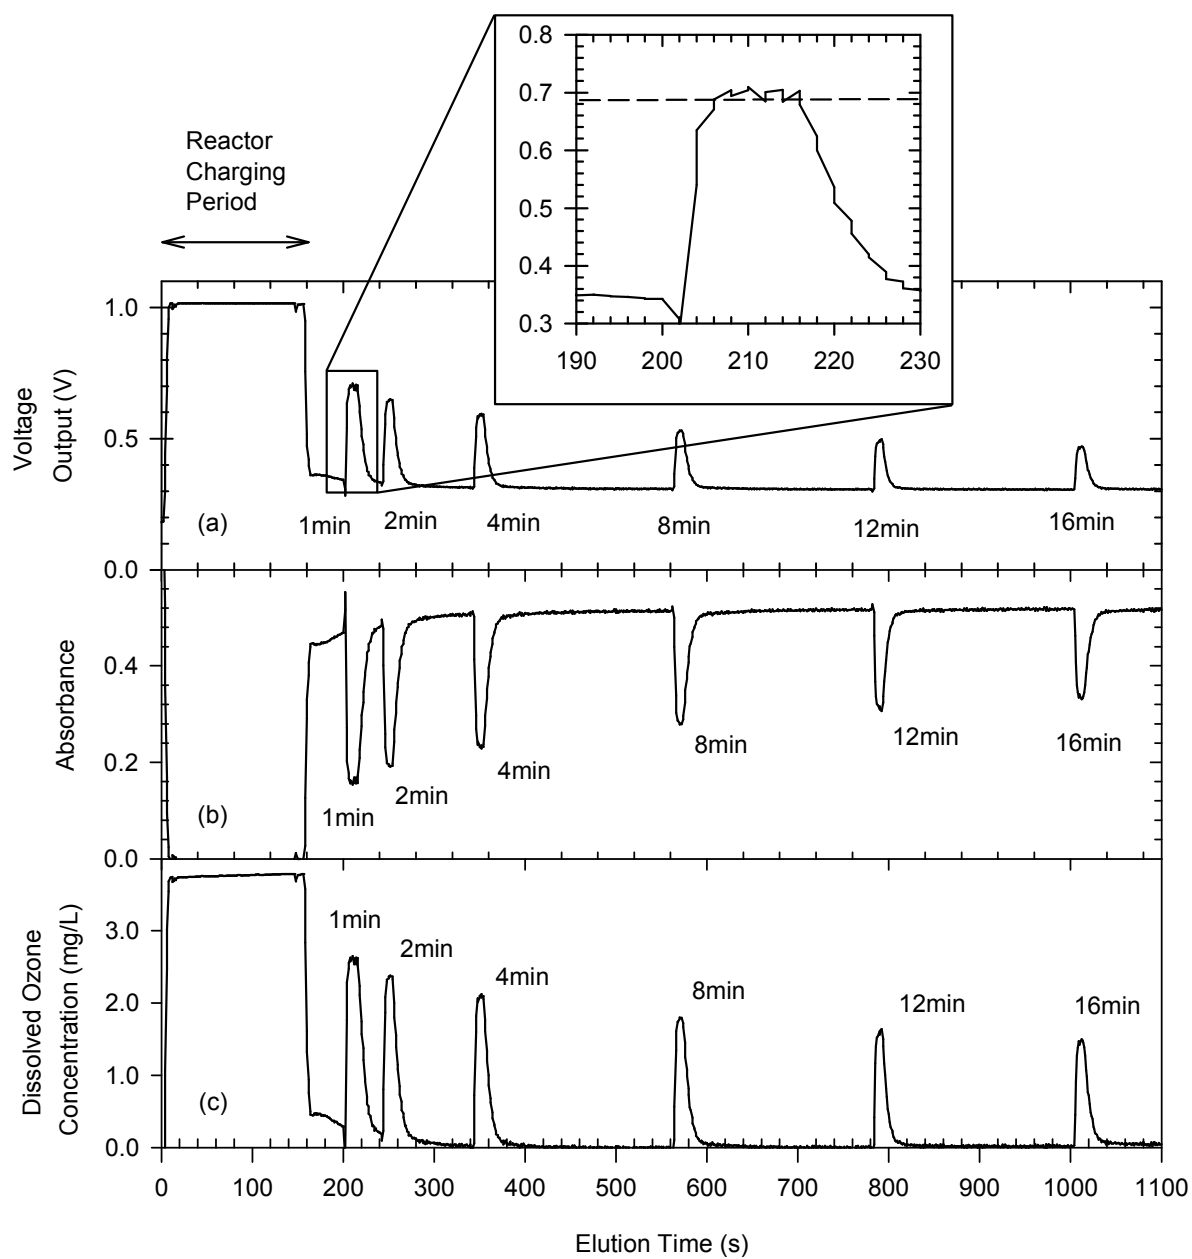 0.8
0.7
0.6
0.5
0.4
0.3
190 200 210 220 230
Reactor
Charging
Period
Voltage
Output (V)
1.0
0.5
0.0
(a)
1min
2min
4min
8min
12min
16min
Absorbance
0.4
0.2
0.0
(b)
1min
2min
4min
8min
12min
16min
Dissolved Ozone
Concentration (mg/L)
3.0
2.0
1.0
0.0
(c)
1min
2min
4min
8min
12min
16min
0 100 200 300 400 500 600 700 800 900 1000 1100
Elution Time (s)